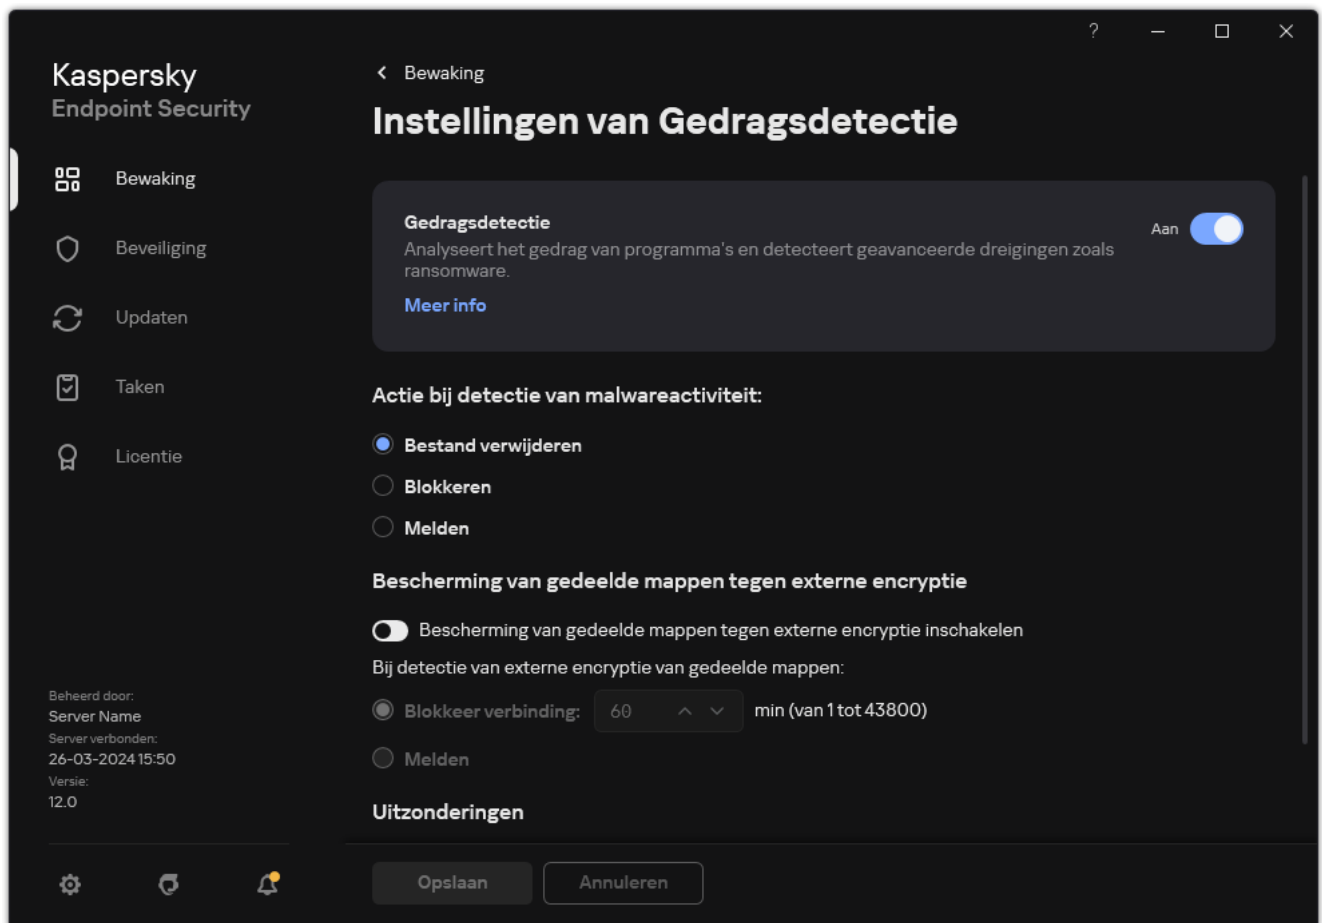 ?
Kaspersky
Endpoint Security
Bewaking
Beveiliging
Updaten
Taken
Licentie
Beheerd door:
Server Name
Server verbonden:
26-03-2024 15:50
Versie:
12.0
Bewaking
Instellingen van Gedragsdetectie
Gedragsdetectie
Analyseert het gedrag van programma's en detecteert geavanceerde dreigingen zoals
ransomware.
Meer info
Aan
Actie bij detectie van malwareactiviteit:
Bestand verwijderen
Blokkeren
Melden
Bescherming van gedeelde mappen tegen externe encryptie
Bescherming van gedeelde mappen tegen externe encryptie inschakelen
Bij detectie van externe encryptie van gedeelde mappen:
Blokkeer verbinding: 60 min (van 1 tot 43800)
Melden
Uitzonderingen
Opslaan Annuleren